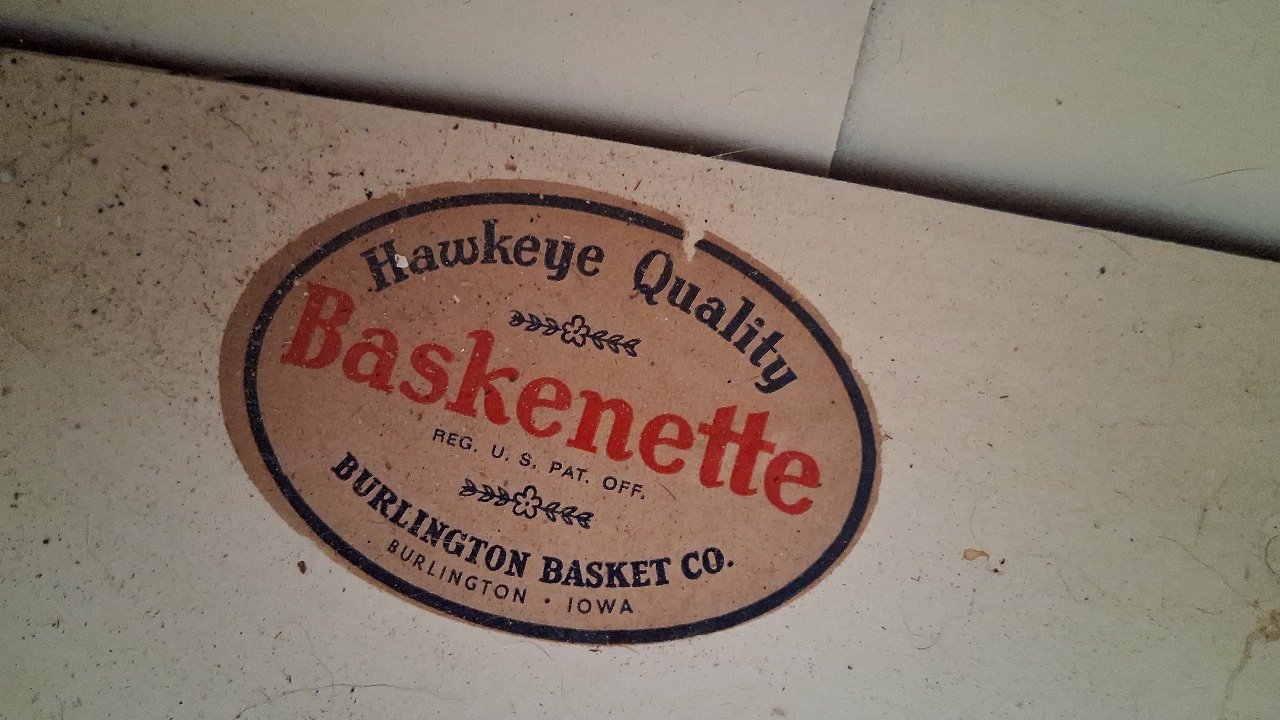 Hawkeye Quality
Baskenette
REG. U. S. PAT. OFF.
BURLINGTON BASKET CO.
BURLINGTON • IOWA